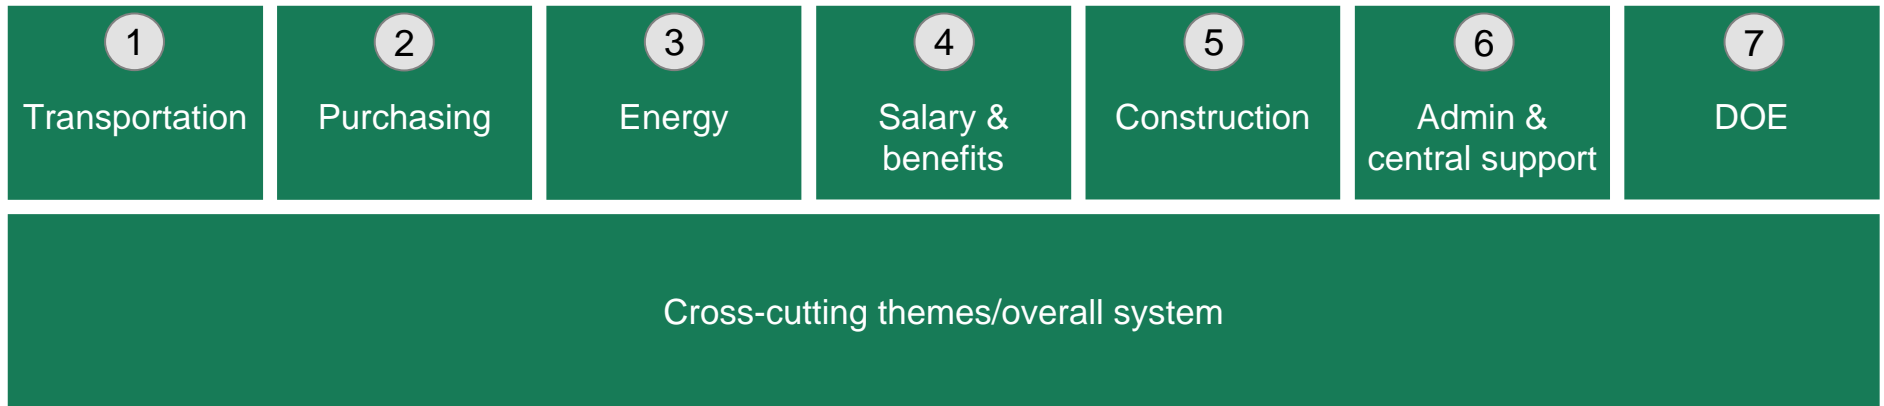 1
Transportation
2
Purchasing
3
Energy
4
Salary &
benefits
5
Construction
6
Admin &
central support
7
DOE
Cross-cutting themes/overall system